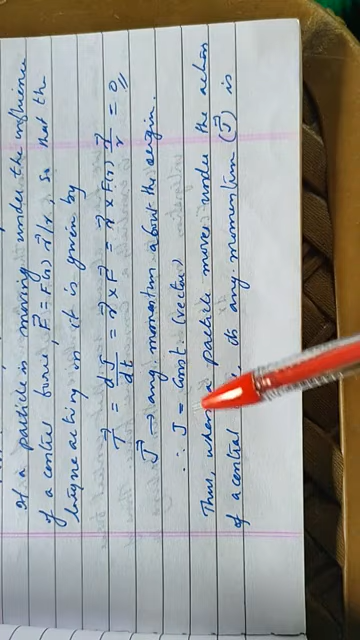 If a particle is moving under the influence
of a central force, F⃗ = F(r) r⃗/r, so that the
torque acting on it is given by
T⃗ = dJ⃗/dt = r⃗ × F⃗ = r⃗ × F(r) r⃗/r = 0 //
J⃗ → ang. momentum about the origin.
∴ J = Const. (vector)
Thus, when particle moves under the action
of a central its ang. momentum (J⃗) is